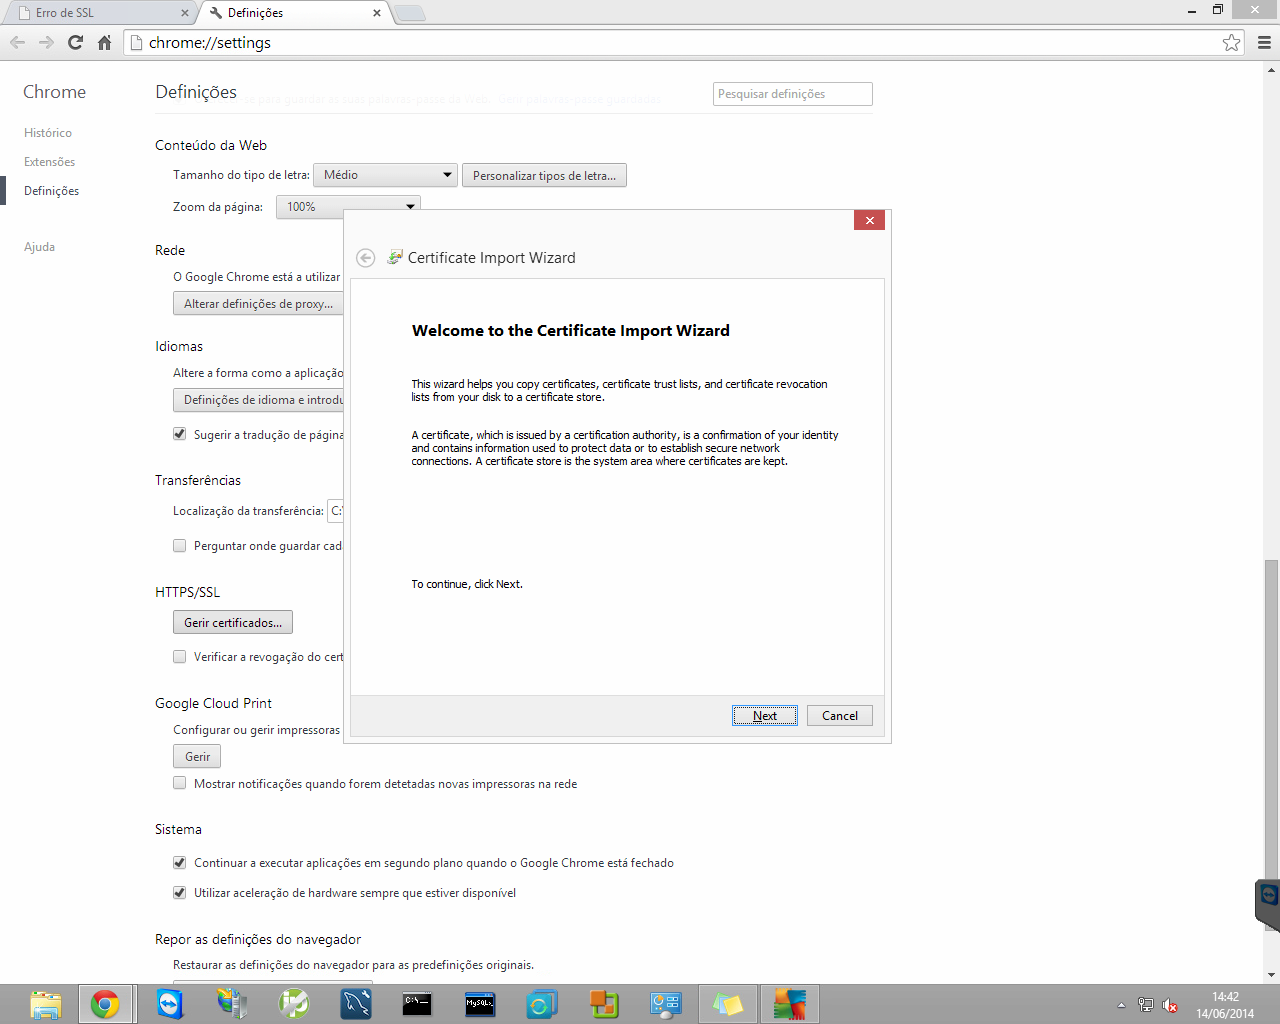 Erro de SSL
Definições
chrome://settings
Chrome
Histórico
Extensões
Definições
Ajuda
Definições
Pesquisar definições
Conteúdo da Web
Tamanho do tipo de letra:
Médio
Personalizar tipos de letra...
Zoom da página:
100%
Rede
O Google Chrome está a utilizar
Alterar definições de proxy...
Idiomas
Altere a forma como a aplicação
Definições de idioma e introdu
Sugerir a tradução de página
Transferências
Localização da transferência:
C:
Perguntar onde guardar cad
HTTPS/SSL
Gerir certificados...
Verificar a revogação do cert
Google Cloud Print
Configurar ou gerir impressoras
Gerir
Mostrar notificações quando forem detetadas novas impressoras na rede
Sistema
Continuar a executar aplicações em segundo plano quando o Google Chrome está fechado
Utilizar aceleração de hardware sempre que estiver disponível
Repor as definições do navegador
Restaurar as definições do navegador para as predefinições originais.
Certificate Import Wizard
Welcome to the Certificate Import Wizard
This wizard helps you copy certificates, certificate trust lists, and certificate revocation
lists from your disk to a certificate store.
A certificate, which is issued by a certification authority, is a confirmation of your identity
and contains information used to protect data or to establish secure network
connections. A certificate store is the system area where certificates are kept.
To continue, click Next.
Next
Cancel
C:\_
MySQL
14:42
14/06/2014